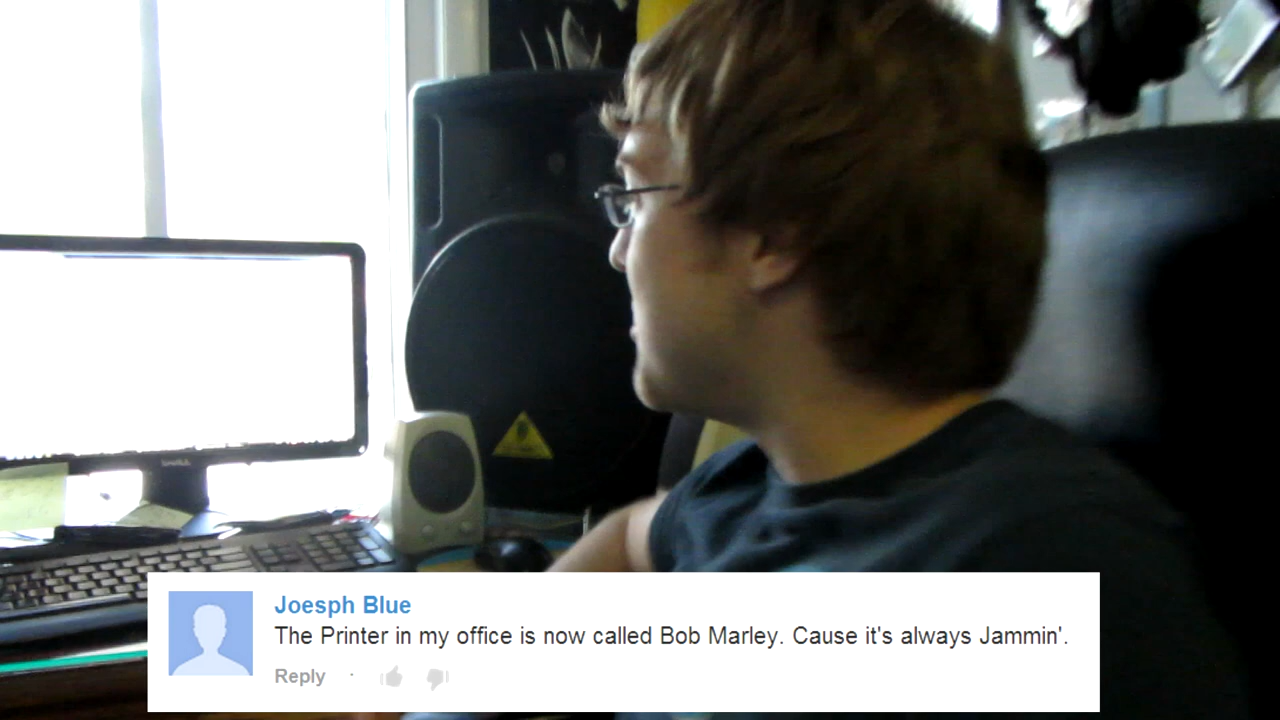 Joesph Blue
The Printer in my office is now called Bob Marley. Cause it's always Jammin'.
Reply